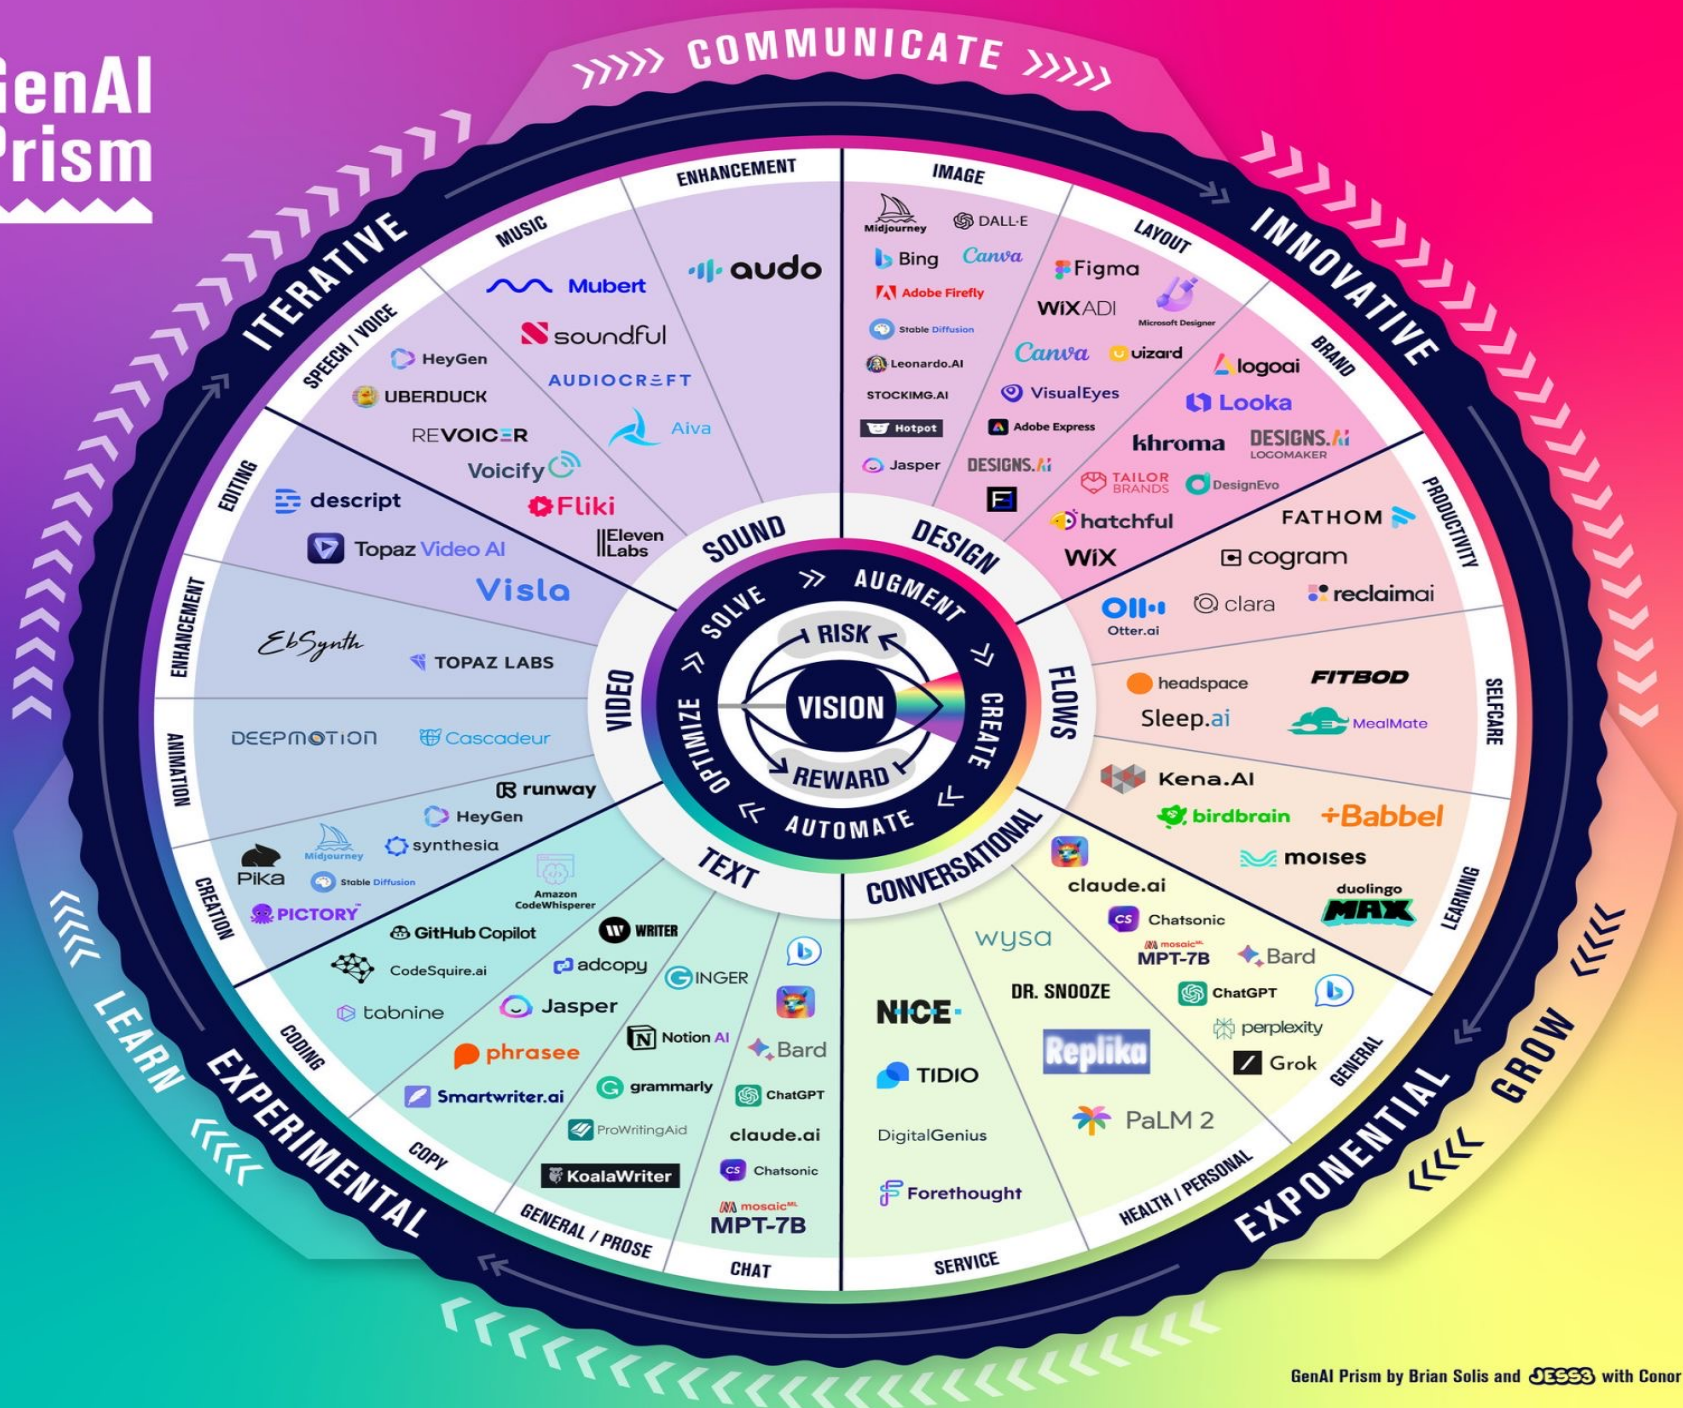 GenAI
Prism
COMMUNICATE
INNOVATIVE
GROW
EXPONENTIAL
EXPERIMENTAL
LEARN
ITERATIVE
SOUND
ENHANCEMENT
audo
MUSIC
Mubert
soundful
AUDIOCRAFT
Aiva
SPEECH / VOICE
HeyGen
UBERDUCK
REVOICER
Voicify
Fliki
||Eleven
Labs
DESIGN
IMAGE
Midjourney
DALL·E
Bing
Canva
Adobe Firefly
Stable Diffusion
Leonardo.AI
STOCKIMG.AI
Hotpot
Jasper
LAYOUT
Figma
WiX ADI
Microsoft Designer
Canva
uizard
VisualEyes
Adobe Express
DESIGNS.Ai
BRAND
logoai
Looka
khroma
DESIGNS.Ai
LOGOMAKER
TAILOR
BRANDS
DesignEvo
hatchful
WiX
FLOWS
PRODUCTIVITY
FATHOM
cogram
Otter.ai
clara
reclaimai
SELFCARE
headspace
FITBOD
Sleep.ai
MealMate
LEARNING
Kena.AI
birdbrain
+Babbel
moises
duolingo
MAX
CONVERSATIONAL
GENERAL
claude.ai
CS Chatsonic
mosaicML
MPT-7B
Bard
ChatGPT
perplexity
Grok
HEALTH / PERSONAL
wysa
DR. SNOOZE
Replika
PaLM 2
SERVICE
NICE
TIDIO
DigitalGenius
Forethought
TEXT
CHAT
Bard
ChatGPT
claude.ai
CS Chatsonic
mosaicML
MPT-7B
GENERAL / PROSE
GINGER
Notion AI
grammarly
ProWritingAid
KoalaWriter
COPY
WRITER
adcopy
Jasper
phrasee
Smartwriter.ai
CODING
Amazon
CodeWhisperer
GitHub Copilot
CodeSquire.ai
tabnine
VIDEO
CREATION
runway
HeyGen
synthesia
Midjourney
Pika
Stable Diffusion
PICTORY
ANIMATION
DEEPMOTION
Cascadeur
ENHANCEMENT
EbSynth
TOPAZ LABS
EDITING
descript
Topaz Video AI
Visla
SOLVE
AUGMENT
CREATE
AUTOMATE
OPTIMIZE
RISK
VISION
REWARD
GenAI Prism by Brian Solis and JESS3 with Conor